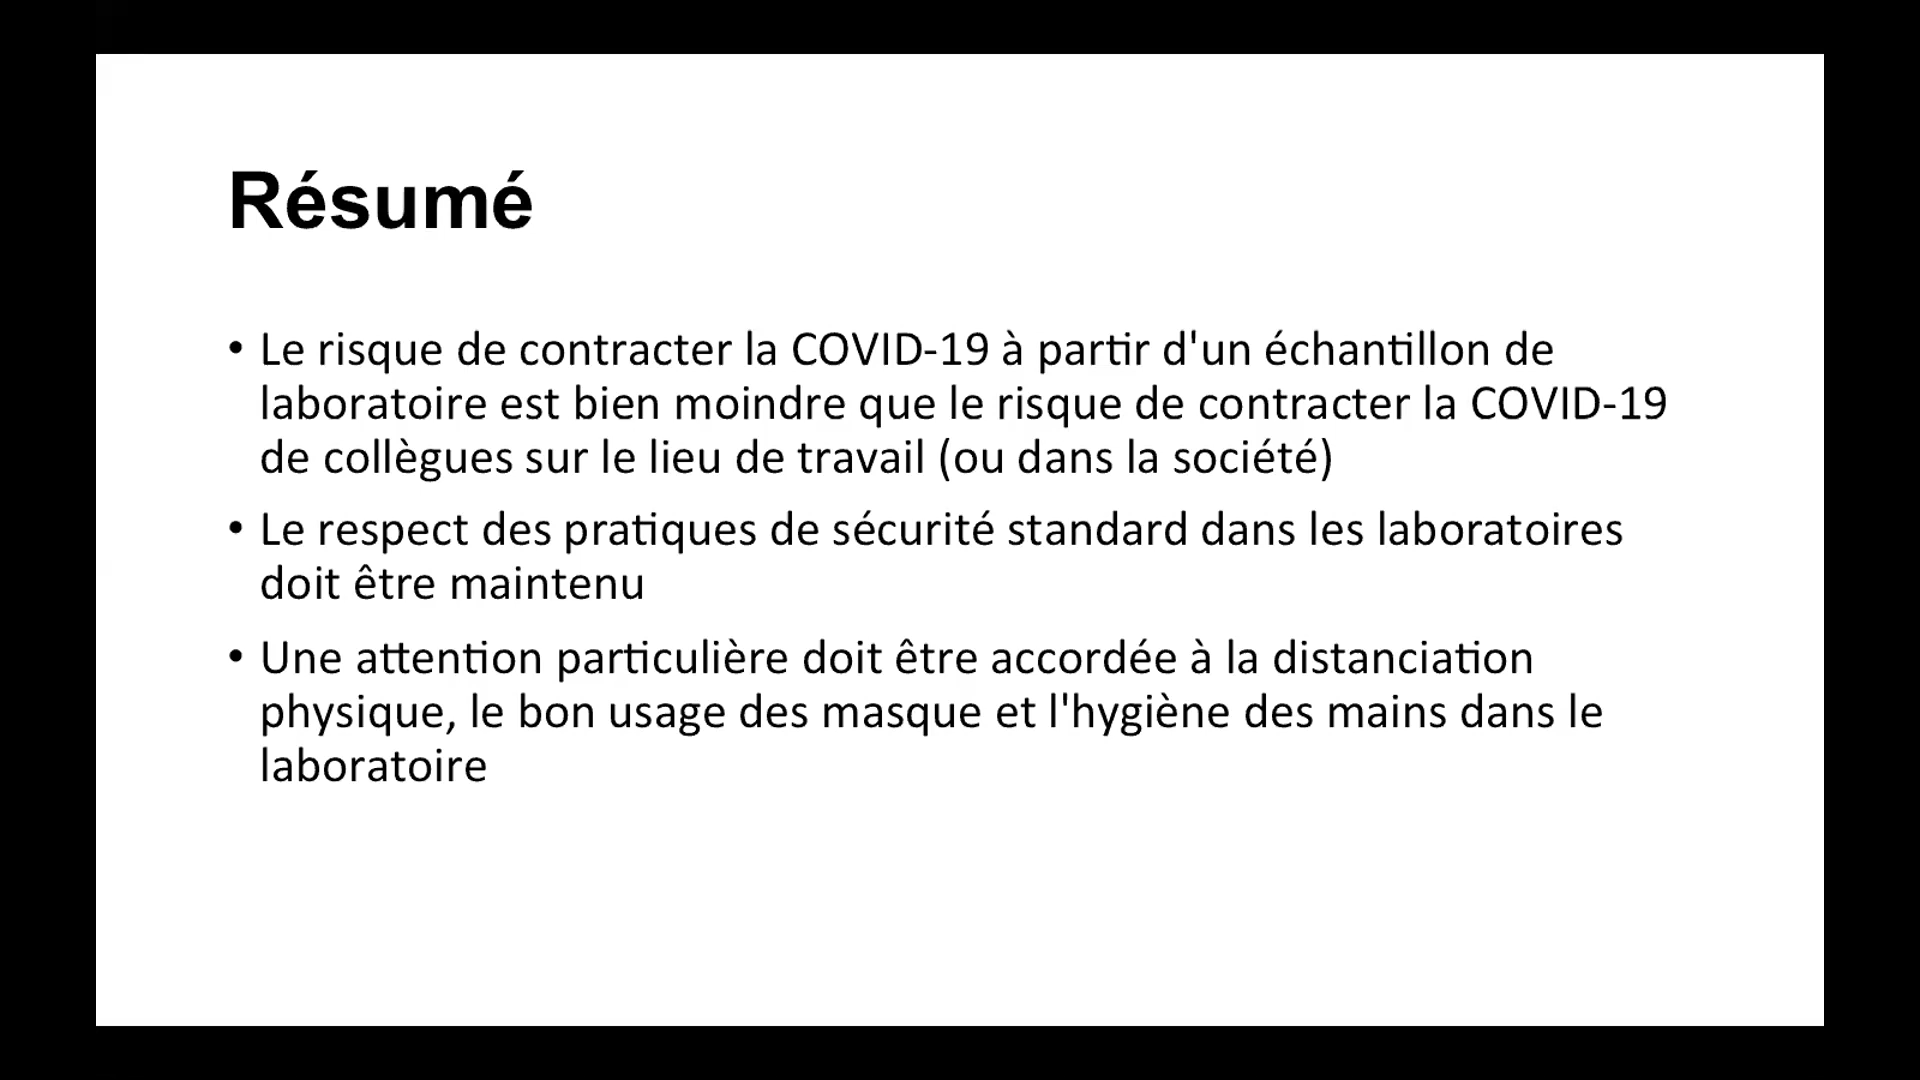 Résumé
• Le risque de contracter la COVID-19 à partir d'un échantillon de
laboratoire est bien moindre que le risque de contracter la COVID-19
de collègues sur le lieu de travail (ou dans la société)
• Le respect des pratiques de sécurité standard dans les laboratoires
doit être maintenu
• Une attention particulière doit être accordée à la distanciation
physique, le bon usage des masque et l'hygiène des mains dans le
laboratoire